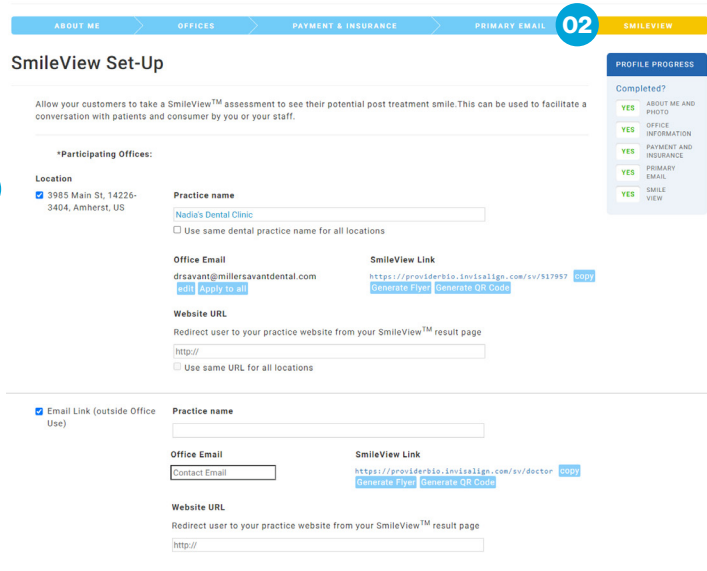 ABOUT ME
OFFICES
PAYMENT & INSURANCE
PRIMARY EMAIL
02
SMILEVIEW
SmileView Set-Up
PROFILE PROGRESS
Completed?
YES ABOUT ME AND
PHOTO
YES OFFICE
INFORMATION
YES PAYMENT AND
INSURANCE
YES PRIMARY
EMAIL
YES SMILE
VIEW
Allow your customers to take a SmileView™ assessment to see their potential post treatment smile.This can be used to facilitate a
conversation with patients and consumer by you or your staff.
*Participating Offices:
Location
3985 Main St, 14226-
3404, Amherst, US
Practice name
Nadia's Dental Clinic
Use same dental practice name for all locations
Office Email
drsavant@millersavantdental.com
edit Apply to all
SmileView Link
https://providerbio.invisalign.com/sv/517957 copy
Generate Flyer Generate QR Code
Website URL
Redirect user to your practice website from your SmileView™ result page
http://
Use same URL for all locations
Email Link (outside Office
Use)
Practice name
Office Email
Contact Email
SmileView Link
https://providerbio.invisalign.com/sv/doctor copy
Generate Flyer Generate QR Code
Website URL
Redirect user to your practice website from your SmileView™ result page
http://